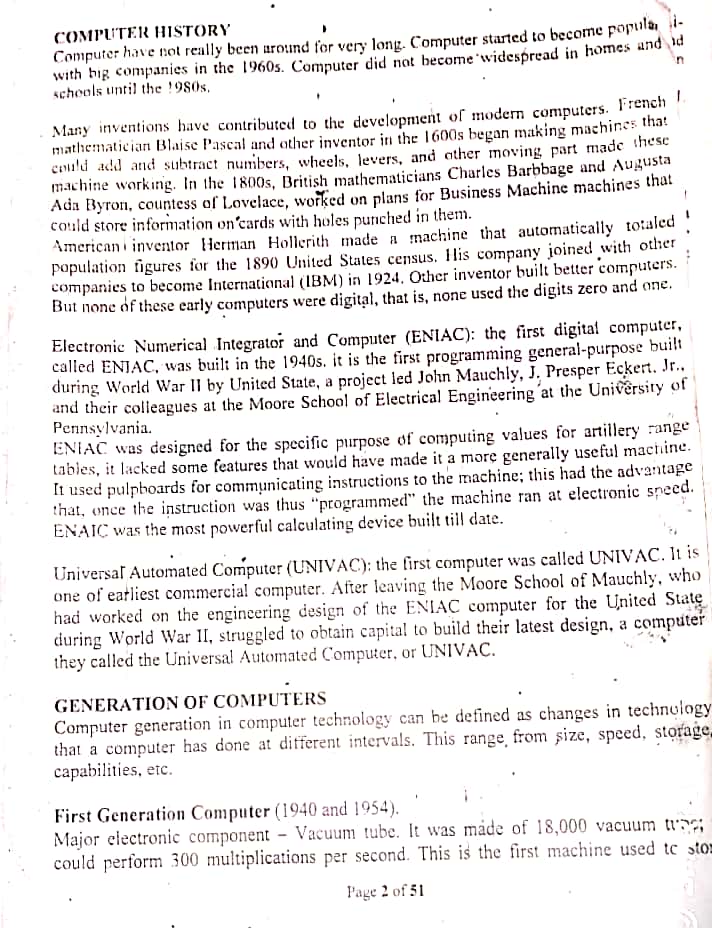 COMPUTER HISTORY
Computer have not really been around for very long. Computer started to become popular
with big companies in the 1960s. Computer did not become widespread in homes and
schools until the 1980s.
Many inventions have contributed to the development of modern computers. French
mathematician Blaise Pascal and other inventor in the 1600s began making machines that
could add and subtract numbers, wheels, levers, and other moving part made these
machine working. In the 1800s, British mathematicians Charles Barbbage and Augusta
Ada Byron, countess of Lovelace, worked on plans for Business Machine machines that
could store information on cards with holes punched in them.
American inventor Herman Hollerith made a machine that automatically totaled
population figures for the 1890 United States census. His company joined with other
companies to become International (IBM) in 1924. Other inventor built better computers.
But none of these early computers were digital, that is, none used the digits zero and one.
Electronic Numerical Integrator and Computer (ENIAC): the first digital computer,
called ENIAC, was built in the 1940s. it is the first programming general-purpose built
during World War II by United State, a project led John Mauchly, J. Presper Eckert. Jr.,
and their colleagues at the Moore School of Electrical Engineering at the University of
Pennsylvania.
ENIAC was designed for the specific purpose of computing values for artillery range
tables, it lacked some features that would have made it a more generally useful machine.
It used pulpboards for communicating instructions to the machine; this had the advantage
that, once the instruction was thus "programmed" the machine ran at electronic speed.
ENAIC was the most powerful calculating device built till date.
Universal Automated Computer (UNIVAC): the first computer was called UNIVAC. It is
one of earliest commercial computer. After leaving the Moore School of Mauchly, who
had worked on the engineering design of the ENIAC computer for the United State
during World War II, struggled to obtain capital to build their latest design, a computer
they called the Universal Automated Computer, or UNIVAC.
GENERATION OF COMPUTERS
Computer generation in computer technology can be defined as changes in technology
that a computer has done at different intervals. This range from size, speed, storage,
capabilities, etc.
First Generation Computer (1940 and 1954).
Major electronic component – Vacuum tube. It was made of 18,000 vacuum
could perform 300 multiplications per second. This is the first machine used
Page 2 of 51